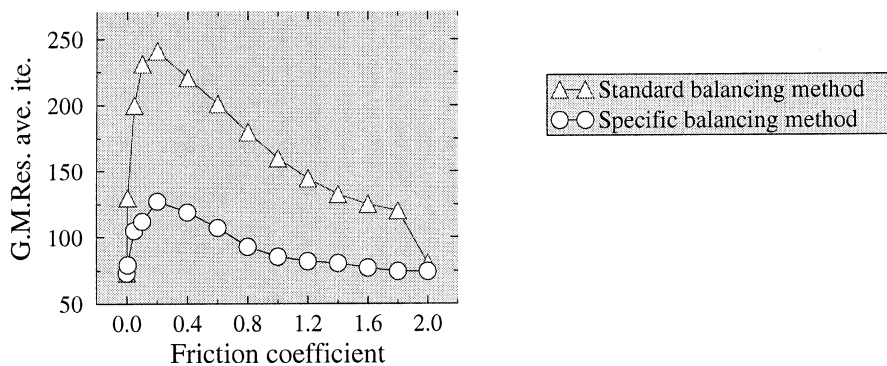 G.M.Res. ave. ite.
250
200
150
100
50
0.0 0.4 0.8 1.2 1.6 2.0
Friction coefficient
Standard balancing method
Specific balancing method